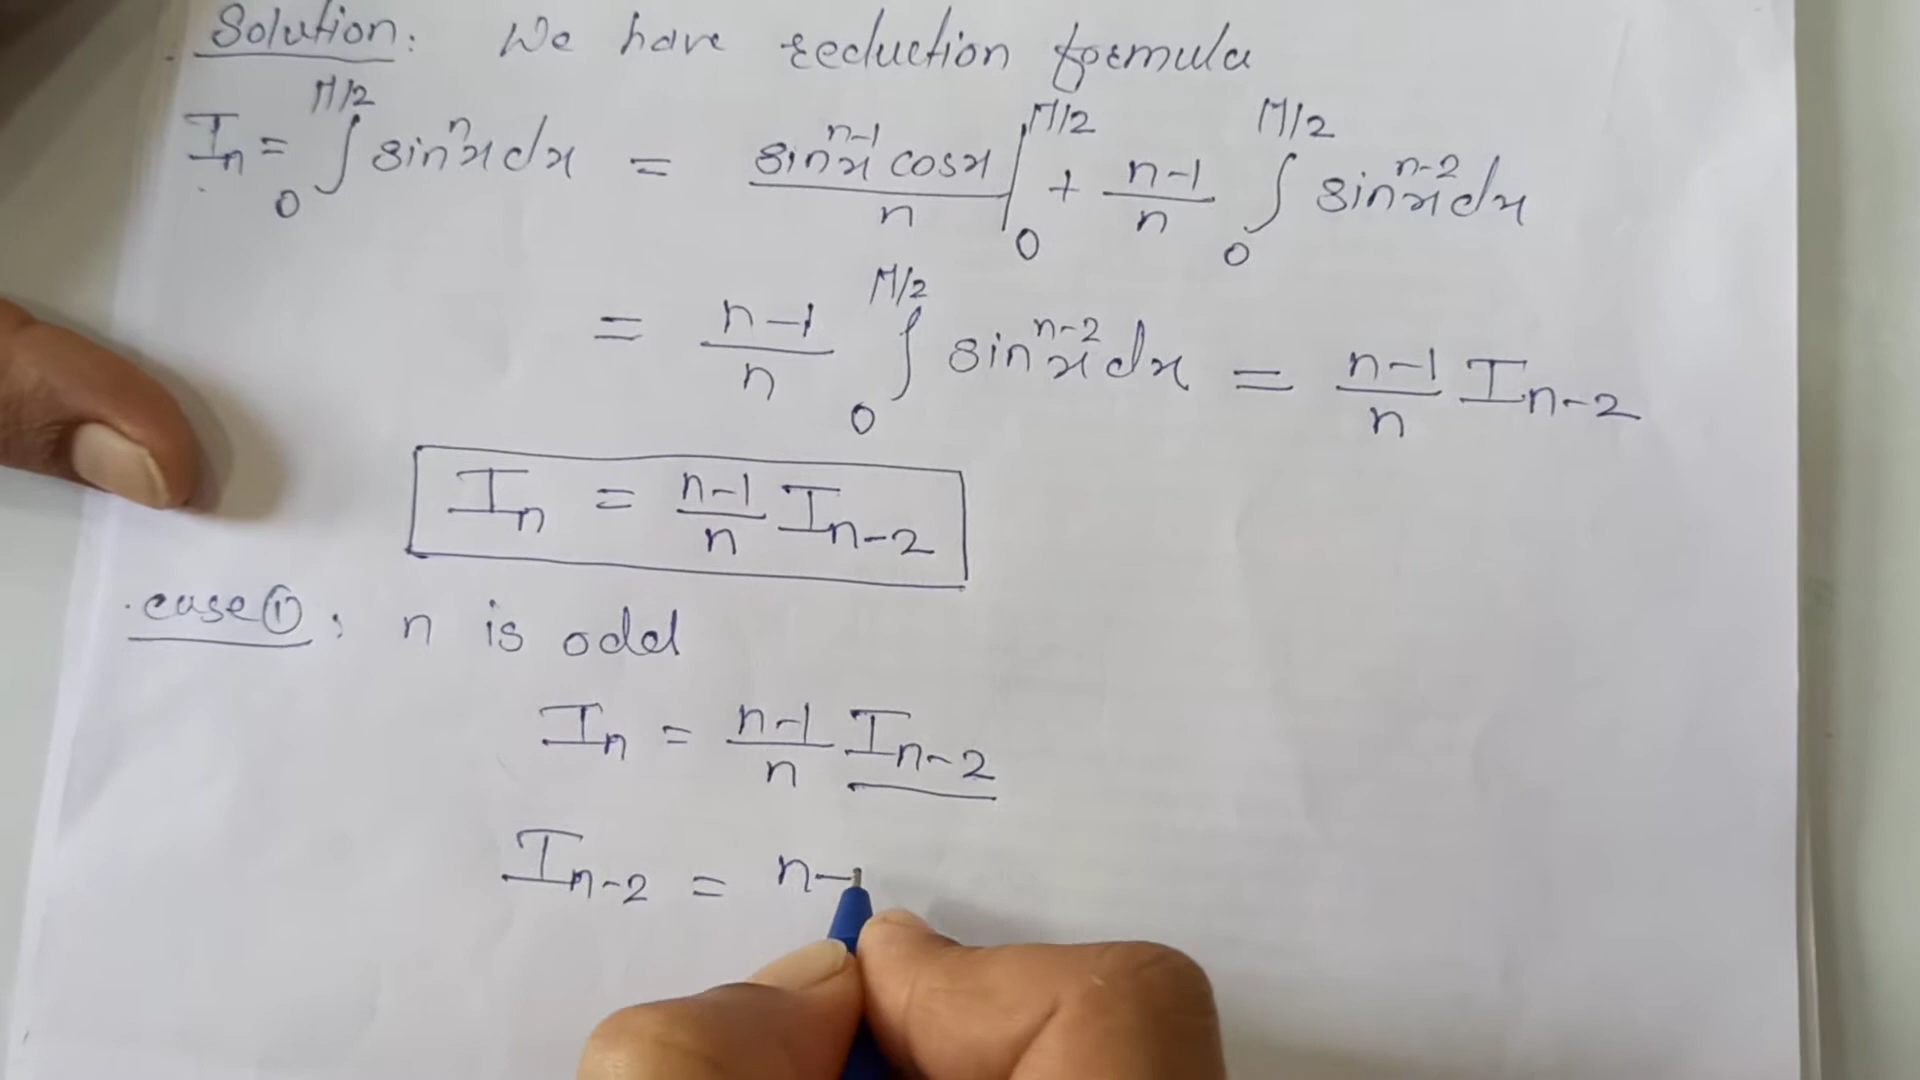 Solution: We have reduction formula
Iₙ = ∫₀^(π/2) sinⁿx dx = (sinⁿ⁻¹x cosx)/n |₀^(π/2) + (n-1)/n ∫₀^(π/2) sinⁿ⁻²x dx
= (n-1)/n ∫₀^(π/2) sinⁿ⁻²x dx = (n-1)/n Iₙ₋₂
Iₙ = (n-1)/n Iₙ₋₂
case ①: n is odd
Iₙ = (n-1)/n Iₙ₋₂
Iₙ₋₂ = n-